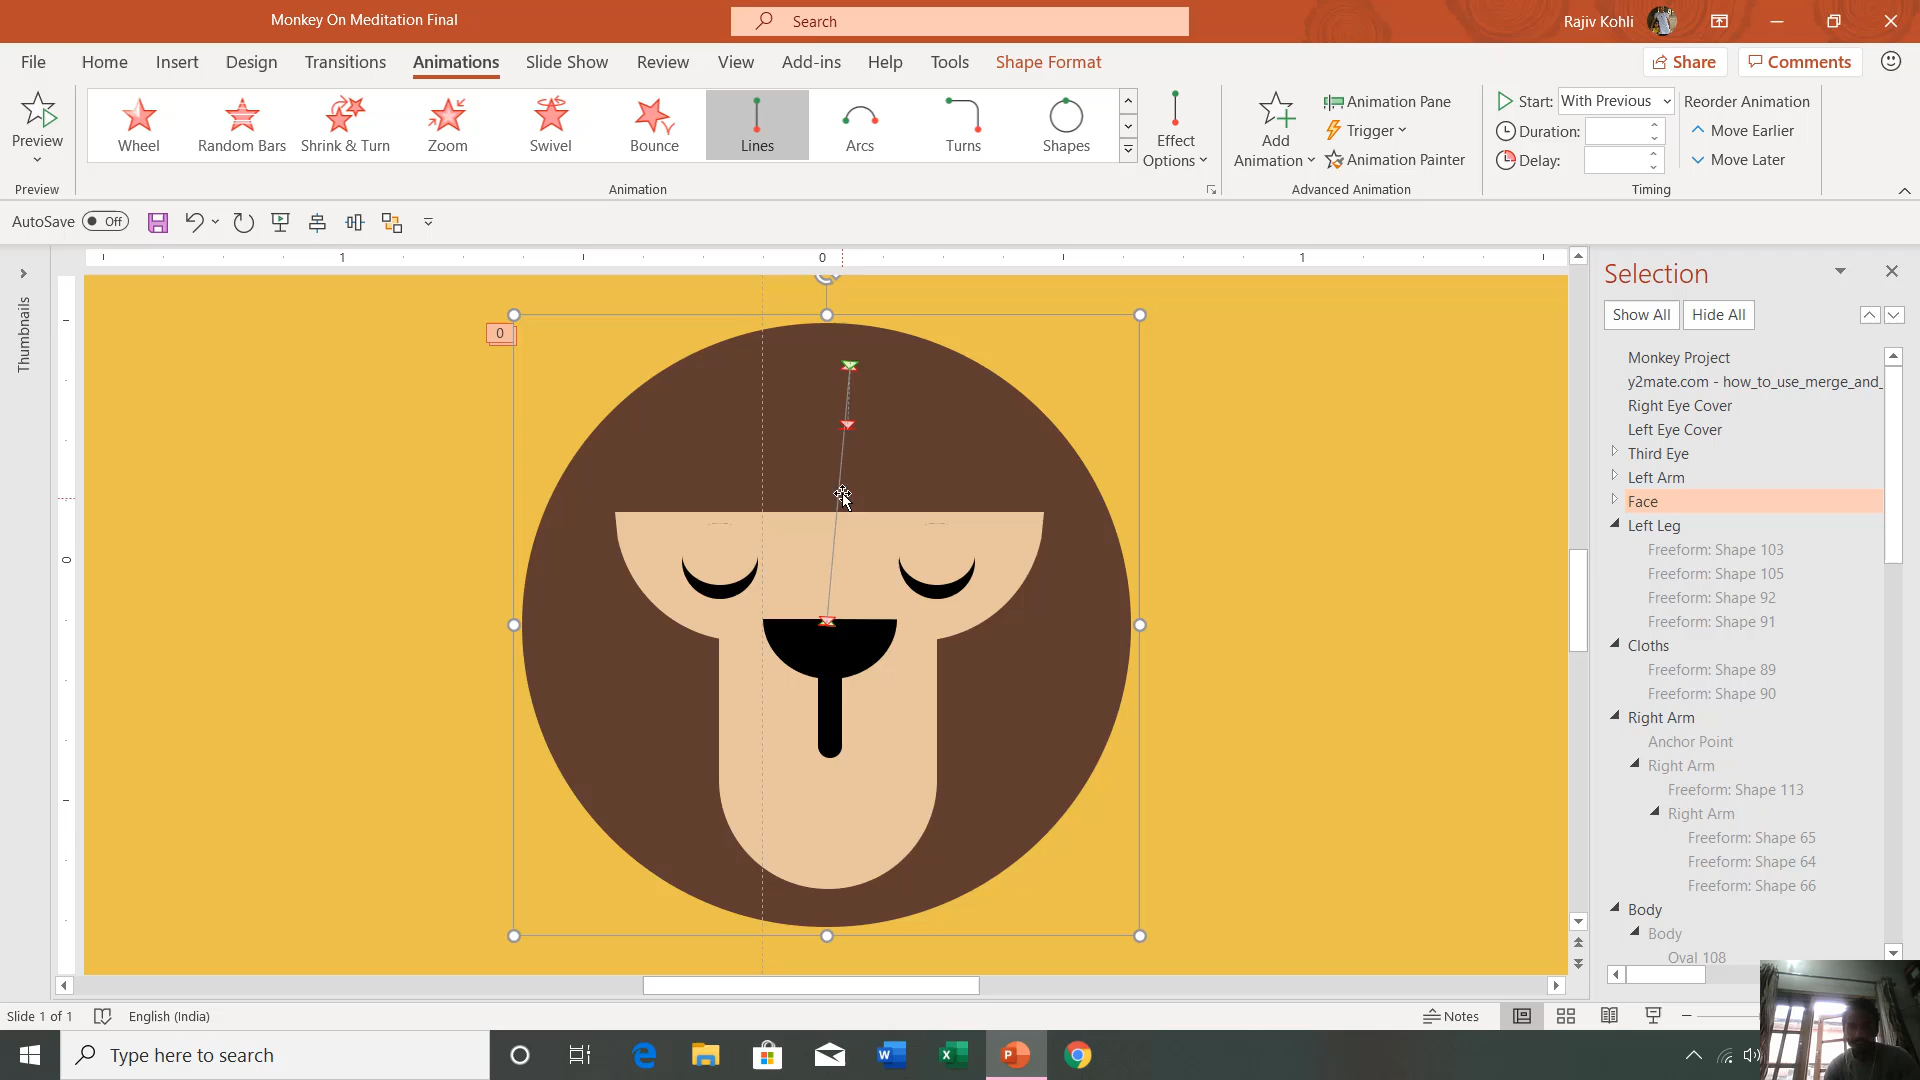 Monkey On Meditation Final
Search
Rajiv Kohli
File Home Insert Design Transitions Animations Slide Show Review View Add-ins Help Tools Shape Format
Share Comments
Preview
Wheel Random Bars Shrink & Turn Zoom Swivel Bounce Lines Arcs Turns Shapes
Effect Options
Add Animation
Animation Pane
Trigger
Animation Painter
Start: With Previous
Duration:
Delay:
Reorder Animation
Move Earlier
Move Later
Preview Animation Advanced Animation Timing
AutoSave Off
1 0 1
Thumbnails
0
0
Selection
Show All Hide All
Monkey Project
y2mate.com - how_to_use_merge_and_
Right Eye Cover
Left Eye Cover
Third Eye
Left Arm
Face
Left Leg
Freeform: Shape 103
Freeform: Shape 105
Freeform: Shape 92
Freeform: Shape 91
Cloths
Freeform: Shape 89
Freeform: Shape 90
Right Arm
Anchor Point
Right Arm
Freeform: Shape 113
Right Arm
Freeform: Shape 65
Freeform: Shape 64
Freeform: Shape 66
Body
Body
Oval 108
Slide 1 of 1 English (India) Notes
Type here to search